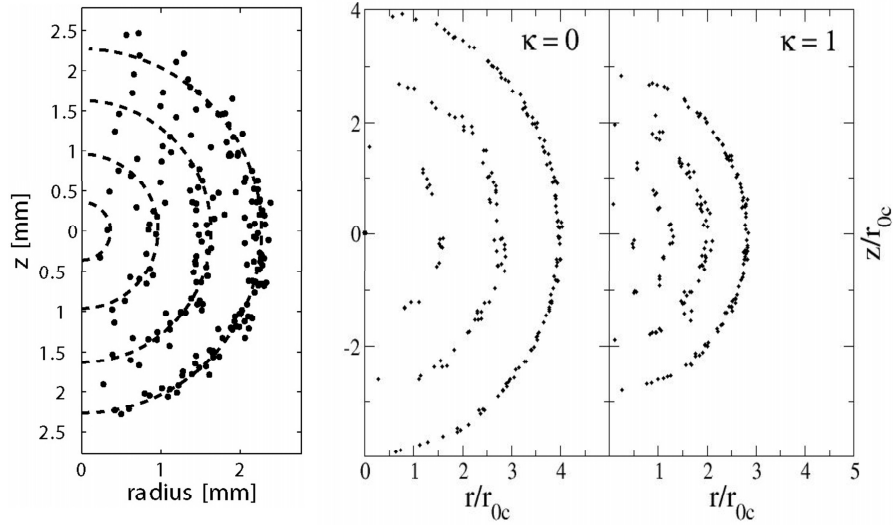 2.5
2
1.5
1
0.5
0
0.5
1
1.5
2
2.5
z [mm]
0 1 2
radius [mm]
4
2
0
-2
κ = 0
κ = 1
0 1 2 3 4
1 2 3 4 5
r/r0c
r/r0c
z/r0c